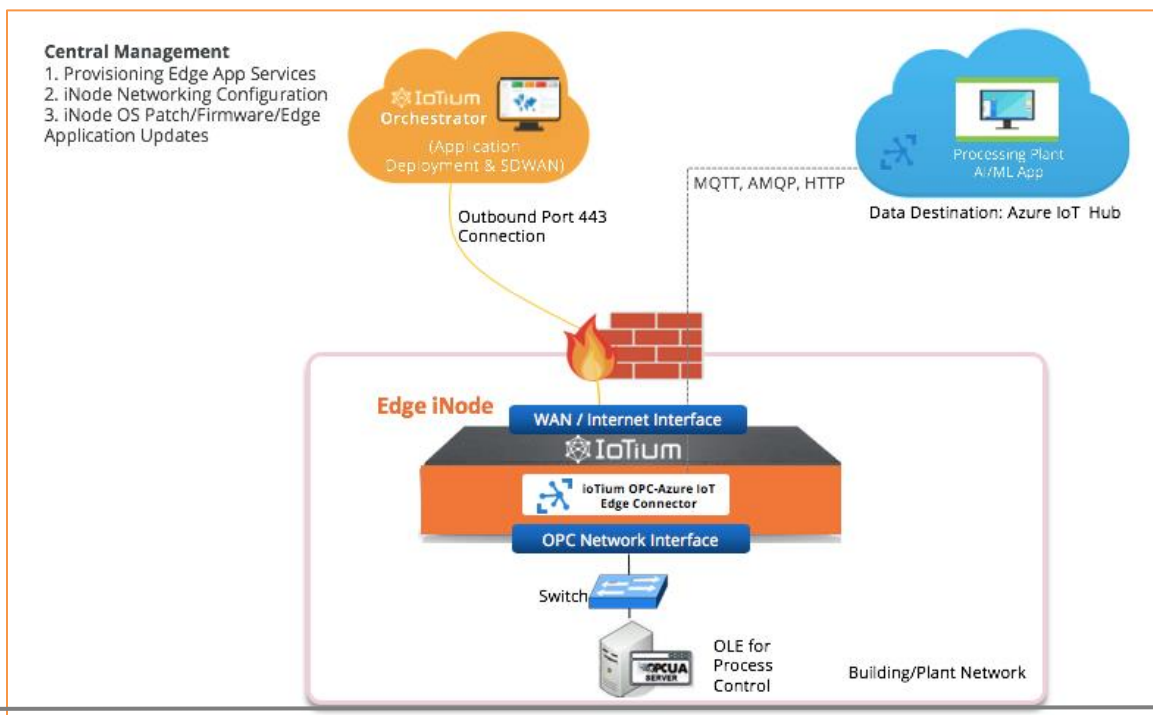 Central Management
1. Provisioning Edge App Services
2. iNode Networking Configuration
3. iNode OS Patch/Firmware/Edge
Application Updates
IoTium
Orchestrator
(Application
Deployment & SDWAN)
Processing Plant
AI/ML App
MQTT, AMQP, HTTP
Data Destination: Azure IoT Hub
Outbound Port 443
Connection
Edge iNode
WAN / Internet Interface
IoTium
ioTium OPC-Azure IoT
Edge Connector
OPC Network Interface
Switch
OPCUA
SERVER
OLE for
Process
Control
Building/Plant Network